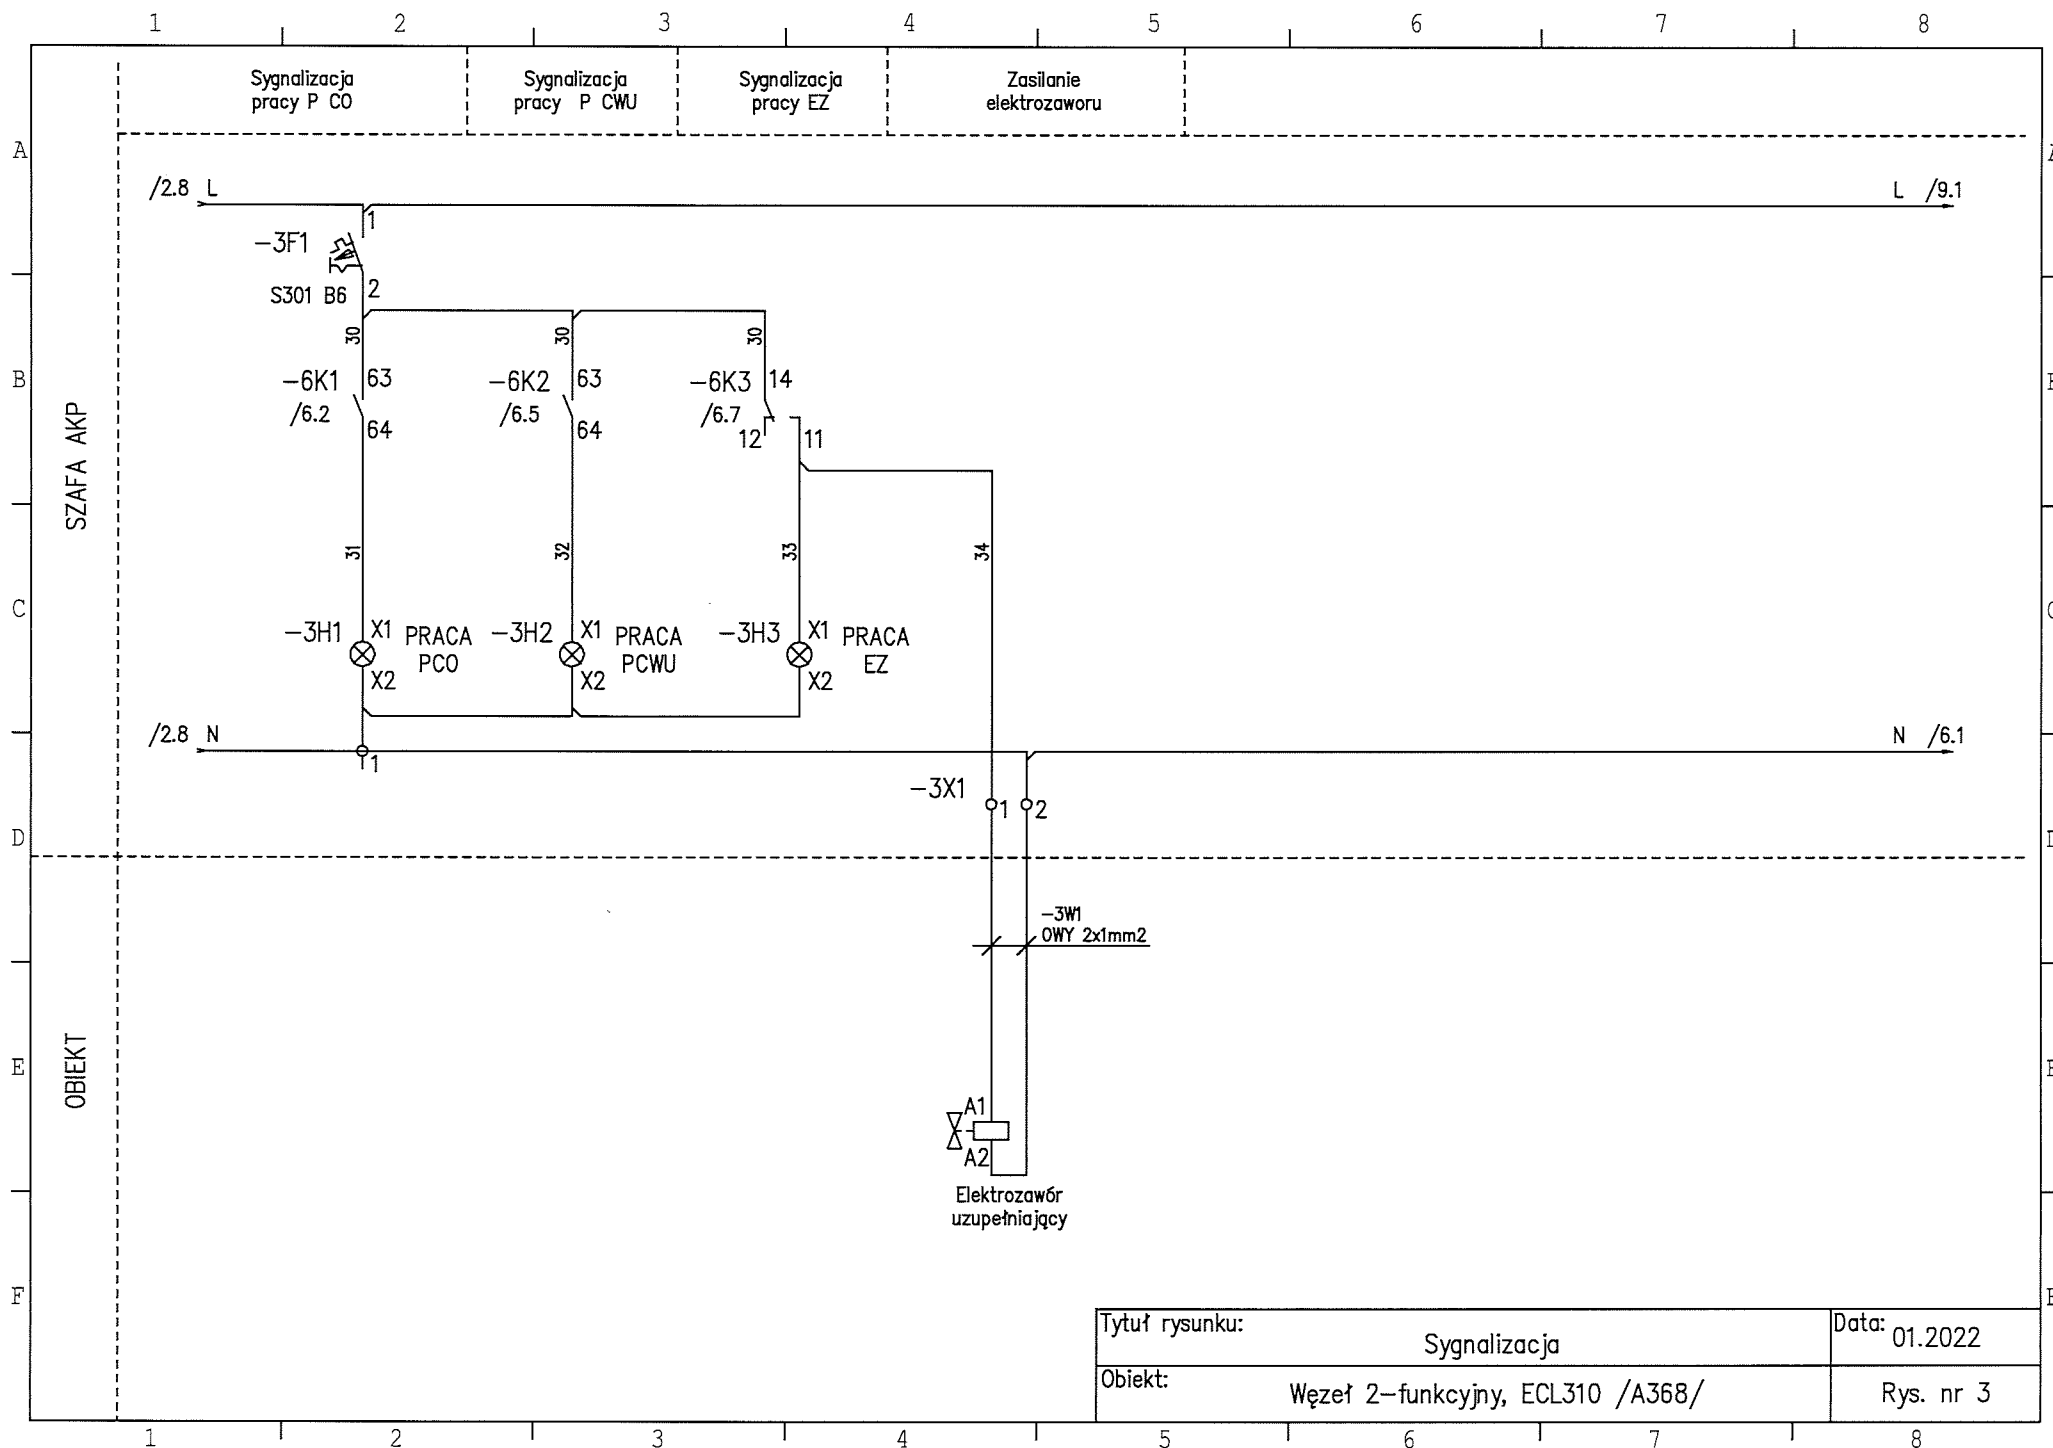 1 2 3 4 5 6 7 8
Sygnalizacja
pracy P CO
Sygnalizacja
pracy P CWU
Sygnalizacja
pracy EZ
Zasilanie
elektrozaworu
A
/2.8 L
L /9.1
1
-3F1
2
S301 B6
30
30
30
B
-6K1 63
-6K2 63
-6K3 14
/6.2
/6.5
/6.7
64
64
12
11
SZAFA AKP
31
32
33
34
C
-3H1 X1 PRACA
PCO
X2
-3H2 X1 PRACA
PCWU
X2
-3H3 X1 PRACA
EZ
X2
/2.8 N
N /6.1
1
-3X1
1
2
D
-3W1
OWY 2x1mm2
E
OBIEKT
A1
A2
Elektrozawór
uzupełniający
F
Tytuł rysunku:
Sygnalizacja
Data: 01.2022
Obiekt:
Węzeł 2-funkcyjny, ECL310 /A368/
Rys. nr 3
1 2 3 4 5 6 7 8